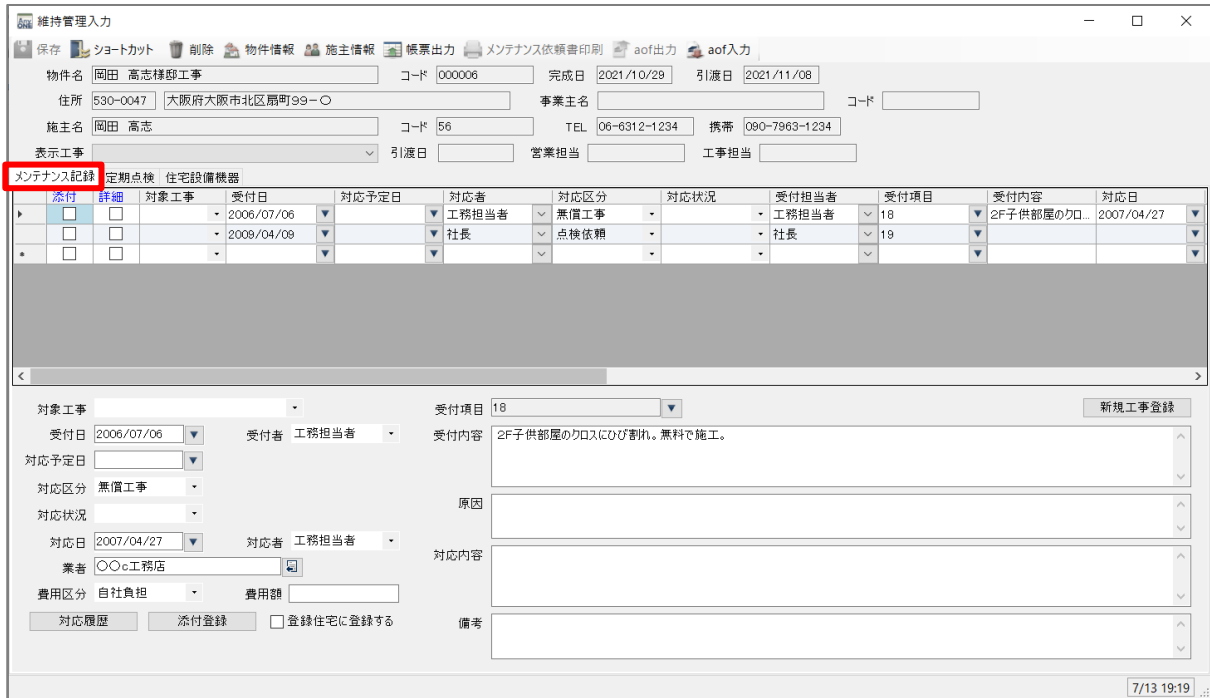 維持管理入力
保存 ショートカット 削除 物件情報 施主情報 帳票出力 メンテナンス依頼書印刷 aof出力 aof入力
物件名 岡田 高志様邸工事 コード 000006 完成日 2021/10/29 引渡日 2021/11/08
住所 530-0047 大阪府大阪市北区扇町99-〇 事業主名 コード
施主名 岡田 高志 コード 56 TEL 06-6312-1234 携帯 090-7963-1234
表示工事 引渡日 営業担当 工事担当
メンテナンス記録 定期点検 住宅設備機器
添付 詳細 対象工事 受付日 対応予定日 対応者 対応区分 対応状況 受付担当者 受付項目 受付内容 対応日
2006/07/06 工務担当者 無償工事 工務担当者 18 2F子供部屋のクロ... 2007/04/27
2009/04/09 社長 点検依頼 社長 19
対象工事 受付項目 18 新規工事登録
受付日 2006/07/06 受付者 工務担当者 受付内容 2F子供部屋のクロスにひび割れ。無料で施工。
対応予定日
対応区分 無償工事
対応状況 原因
対応日 2007/04/27 対応者 工務担当者 対応内容
業者 〇〇c工務店
費用区分 自社負担 費用額
対応履歴 添付登録 登録住宅に登録する 備考
7/13 19:19